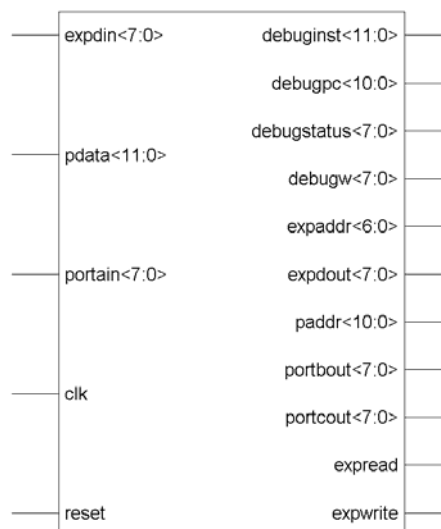 expdin<7:0>
pdata<11:0>
portain<7:0>
clk
reset
debuginst<11:0>
debugpc<10:0>
debugstatus<7:0>
debugw<7:0>
expaddr<6:0>
expdout<7:0>
paddr<10:0>
portbout<7:0>
portcout<7:0>
expread
expwrite